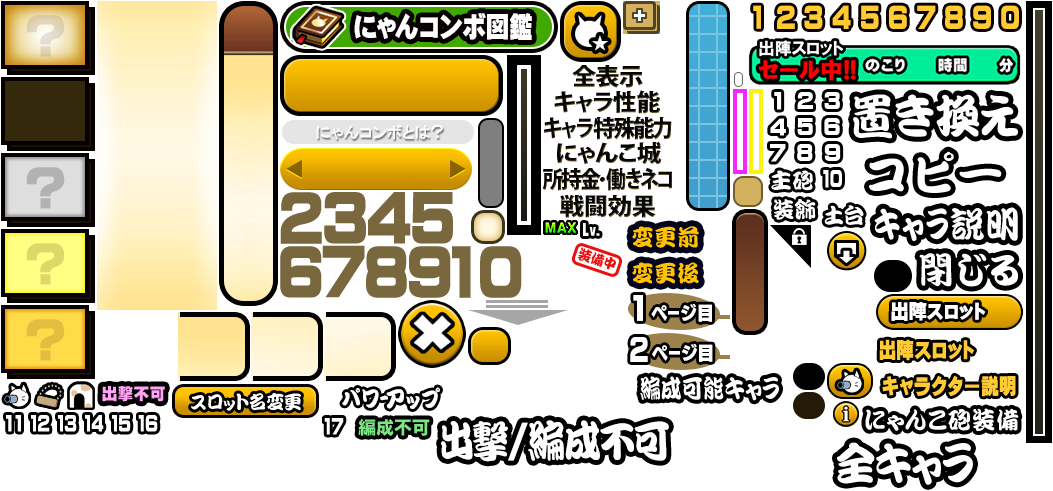 ?
?
?
?
にゃんコンボ図鑑
にゃんコンボとは?
2345
678910
全表示
キャラ性能
キャラ特殊能力
にゃんこ城
所持金・働きネコ
戦闘効果
MAX Lv.
装備中
変更前
変更後
1ページ目
2ページ目
編成可能キャラ
1234567890
出陣スロット
セール中!! のこり 時間 分
1 2 3
4 5 6
7 8 9
主砲 10
装飾 土台
置き換え
コピー
キャラ説明
閉じる
出陣スロット
出陣スロット
キャラクター説明
にゃんこ砲装備
全キャラ
出撃不可
11 12 13 14 15 16
スロット名変更
パワーアップ
17 編成不可
出撃/編成不可